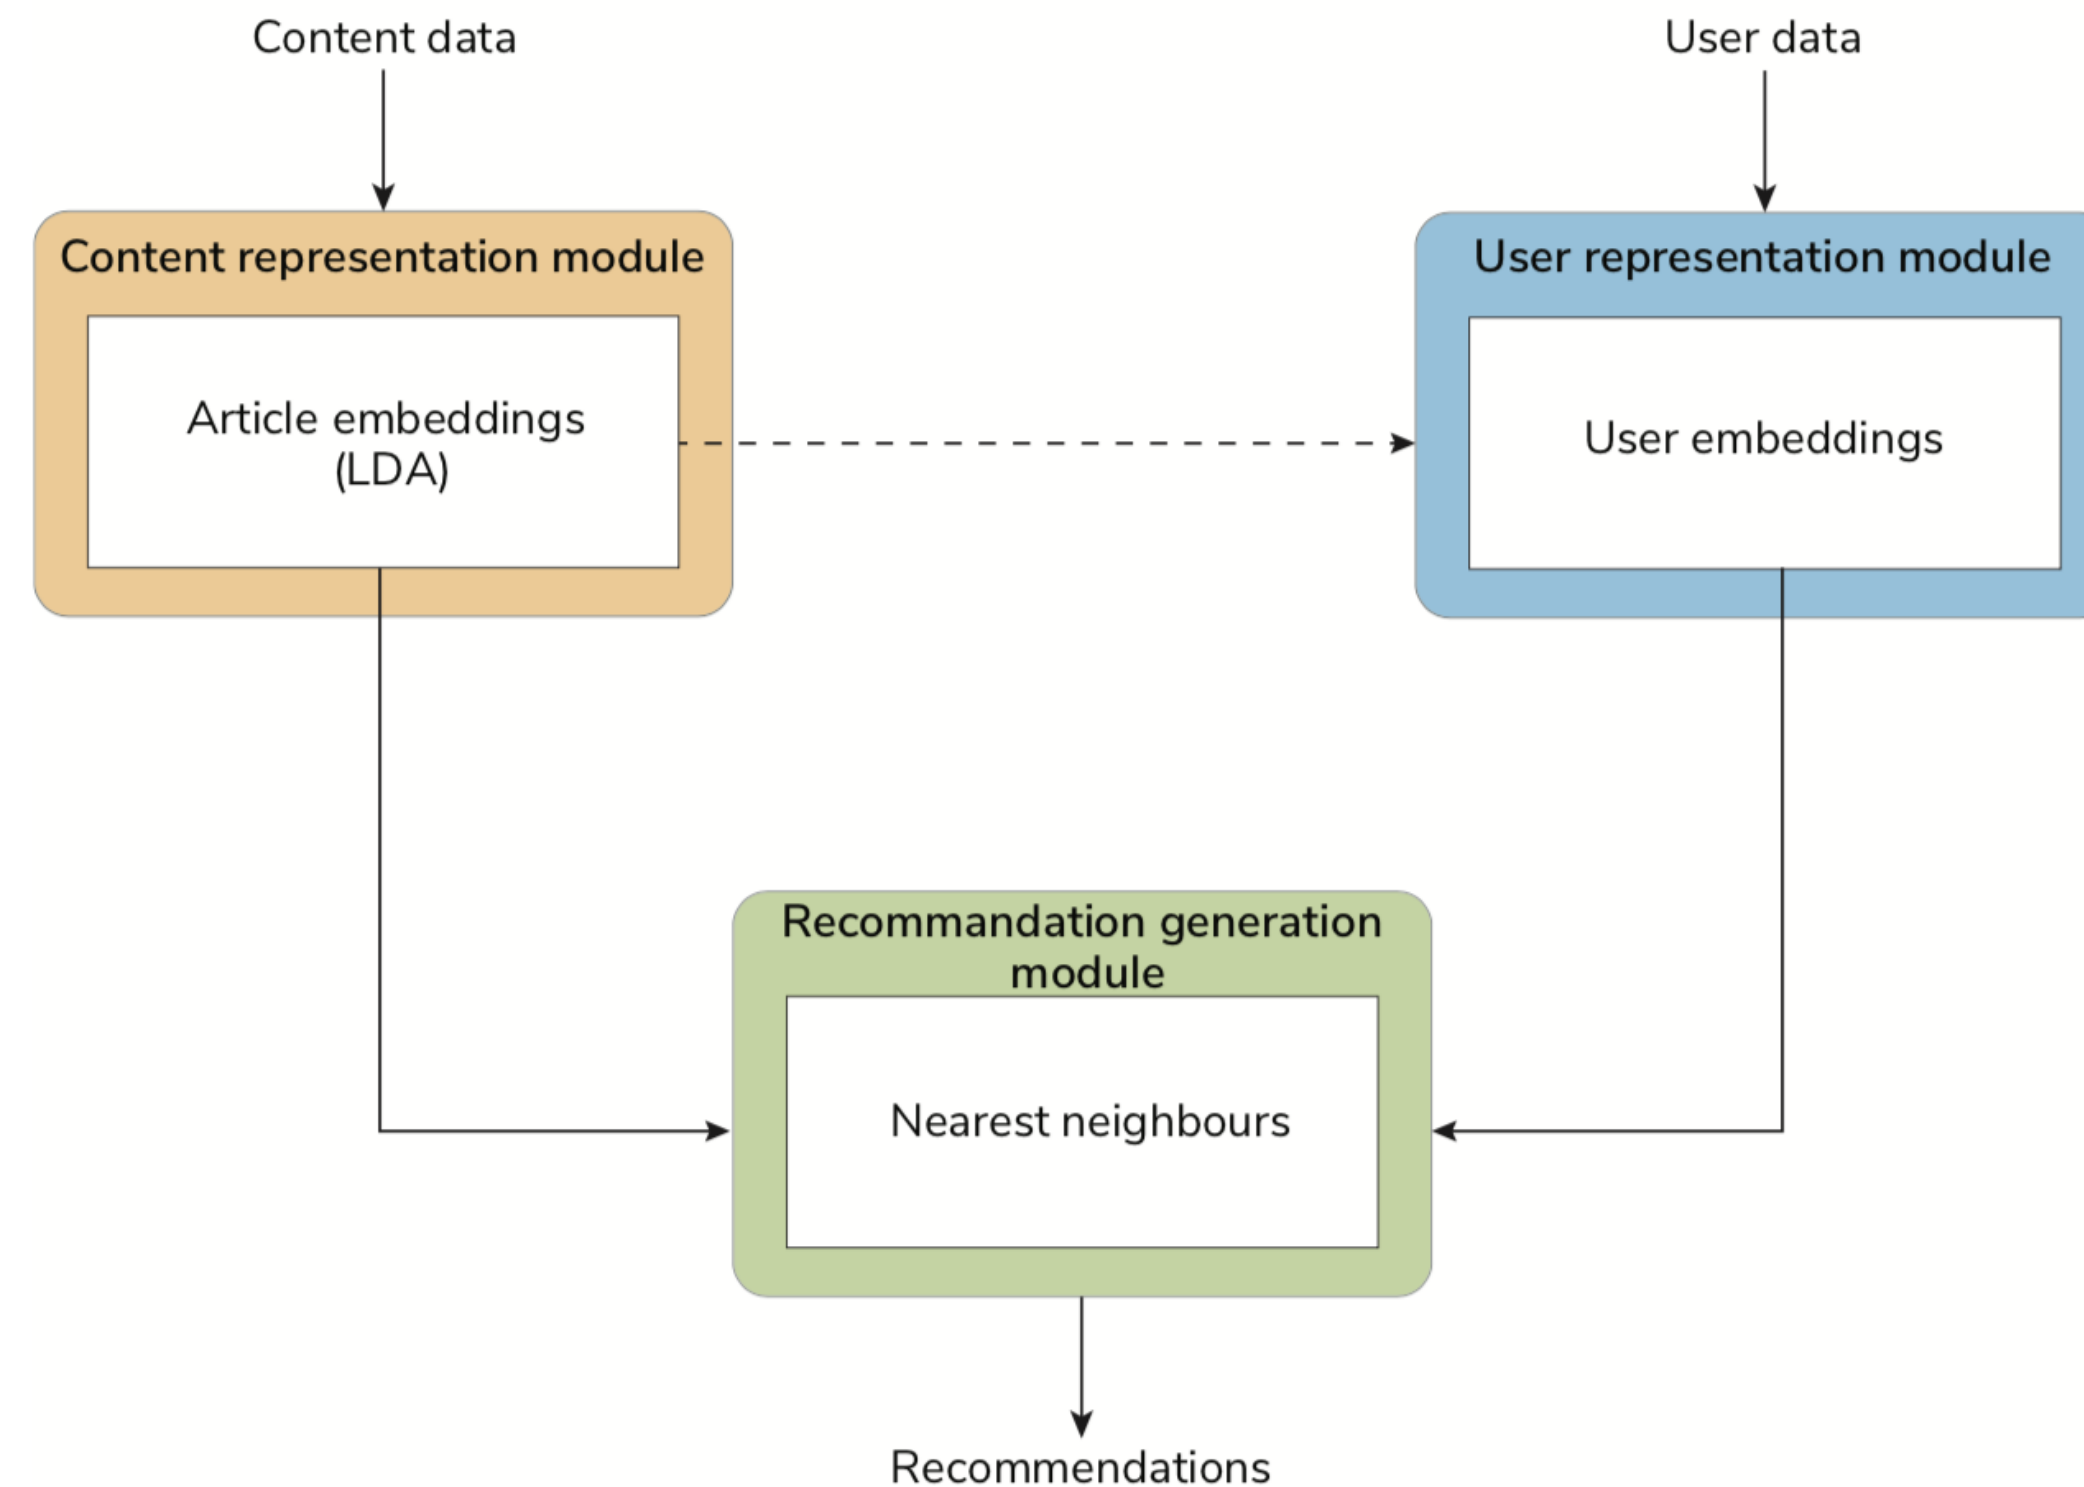 Content data
User data
Content representation module
User representation module
Article embeddings
(LDA)
User embeddings
Recommandation generation
module
Nearest neighbours
Recommendations